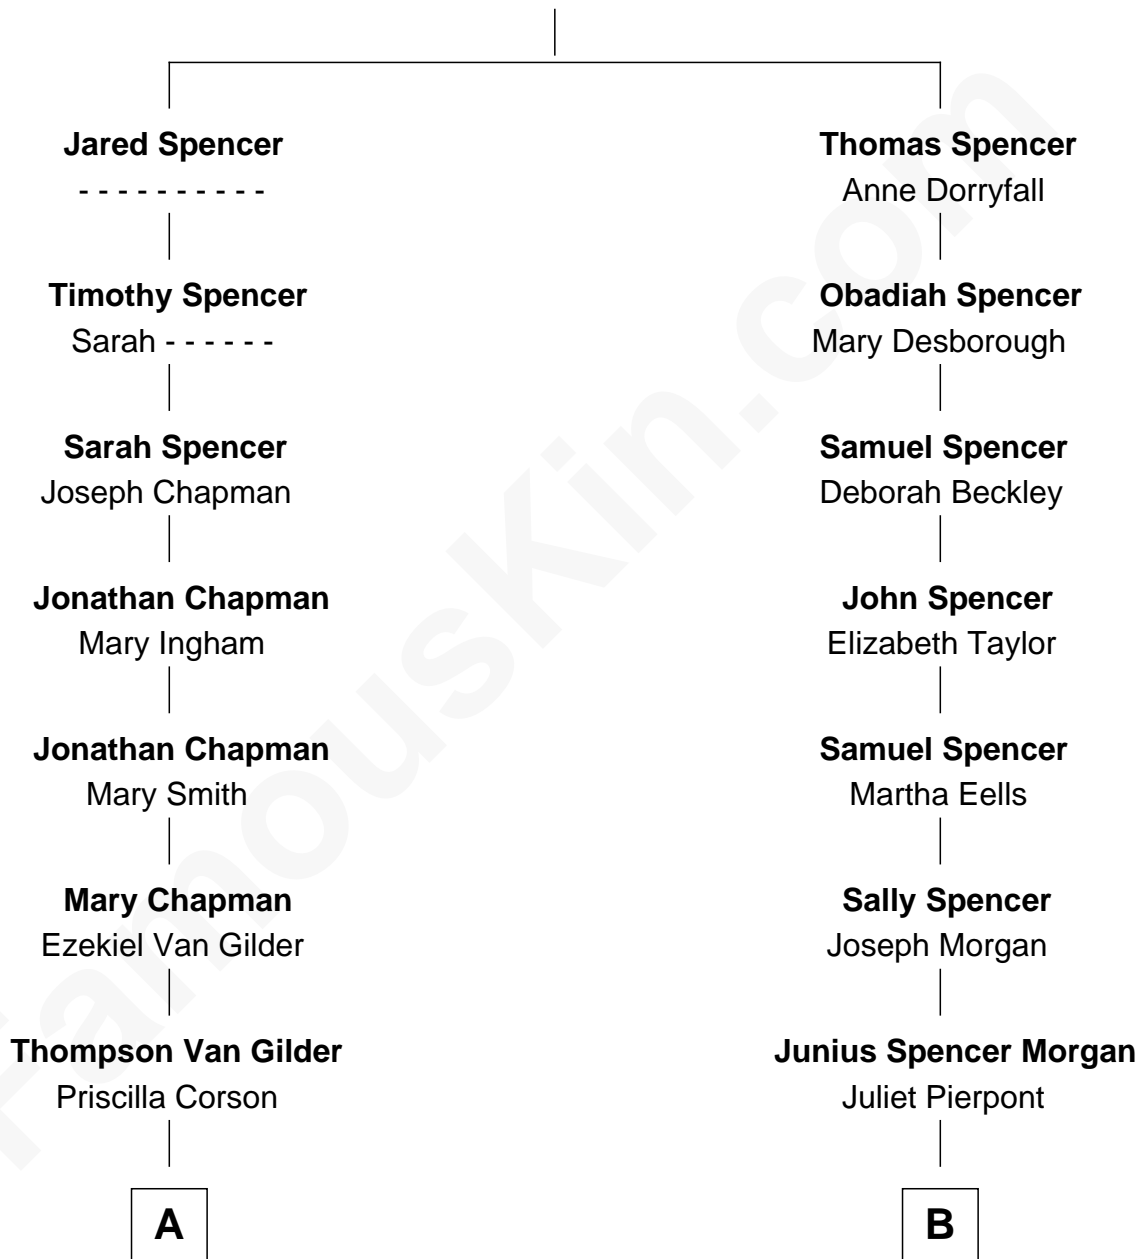 Jared Spencer
- - - - - - - - - -
Timothy Spencer
Sarah - - - - - -
Sarah Spencer
Joseph Chapman
Jonathan Chapman
Mary Ingham
Jonathan Chapman
Mary Smith
Mary Chapman
Ezekiel Van Gilder
Thompson Van Gilder
Priscilla Corson
A
Thomas Spencer
Anne Dorryfall
Obadiah Spencer
Mary Desborough
Samuel Spencer
Deborah Beckley
John Spencer
Elizabeth Taylor
Samuel Spencer
Martha Eells
Sally Spencer
Joseph Morgan
Junius Spencer Morgan
Juliet Pierpont
B
FamousKin.com